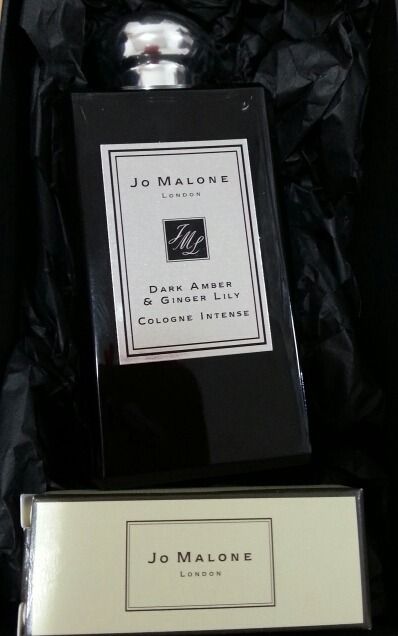 JO MALONE
LONDON
JML
DARK AMBER
& GINGER LILY
COLOGNE INTENSE
JO MALONE
LONDON